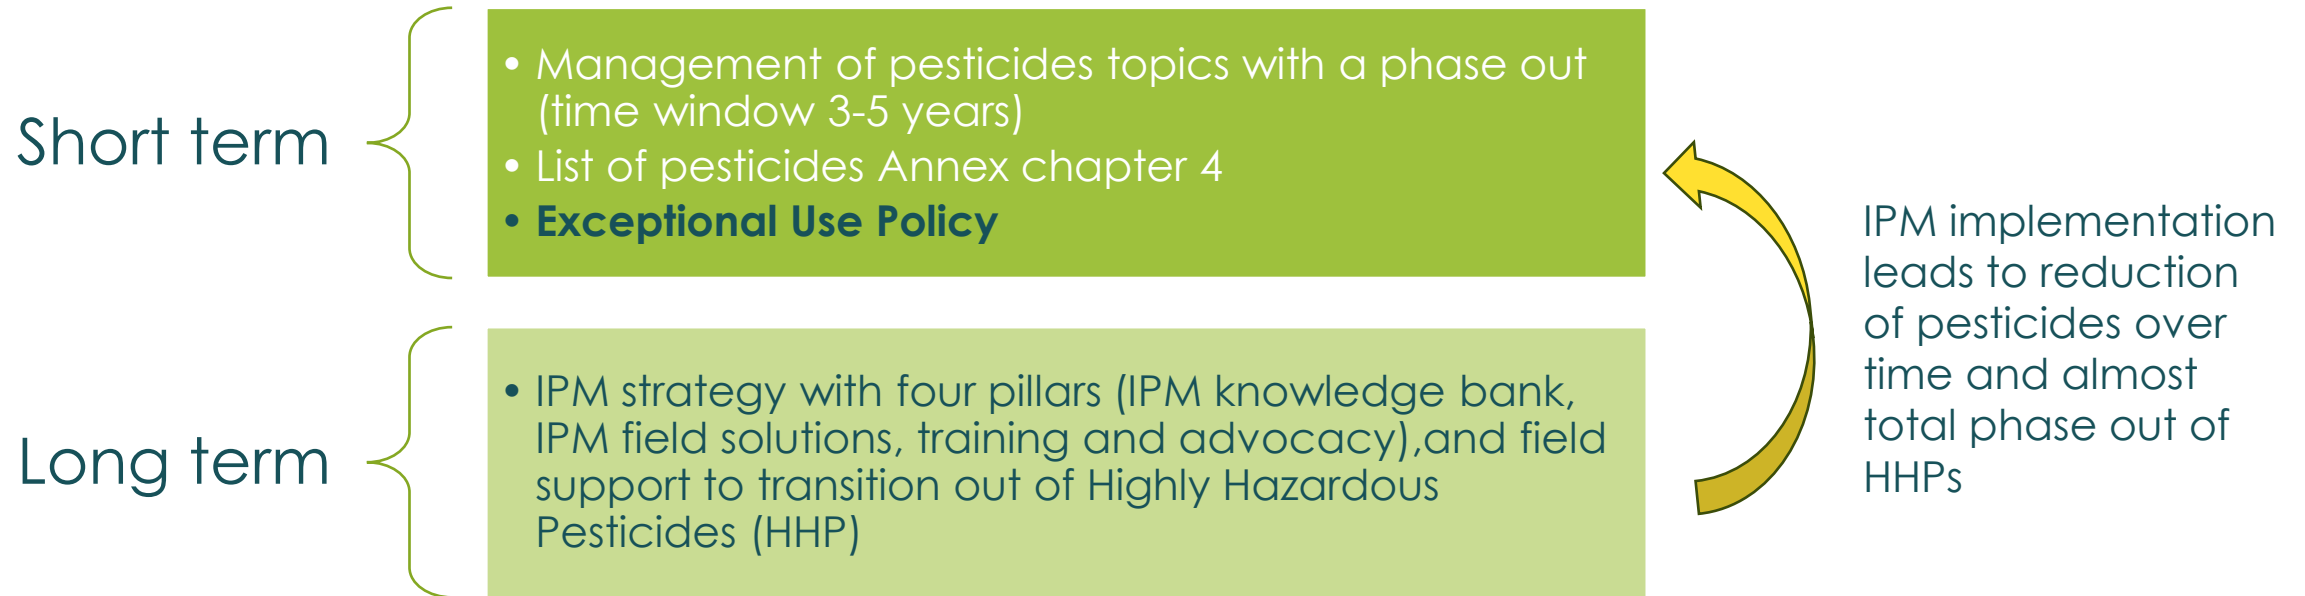 Short term
• Management of pesticides topics with a phase out
(time window 3-5 years)
• List of pesticides Annex chapter 4
• Exceptional Use Policy
Long term
• IPM strategy with four pillars (IPM knowledge bank,
IPM field solutions, training and advocacy),and field
support to transition out of Highly Hazardous
Pesticides (HHP)
IPM implementation
leads to reduction
of pesticides over
time and almost
total phase out of
HHPs